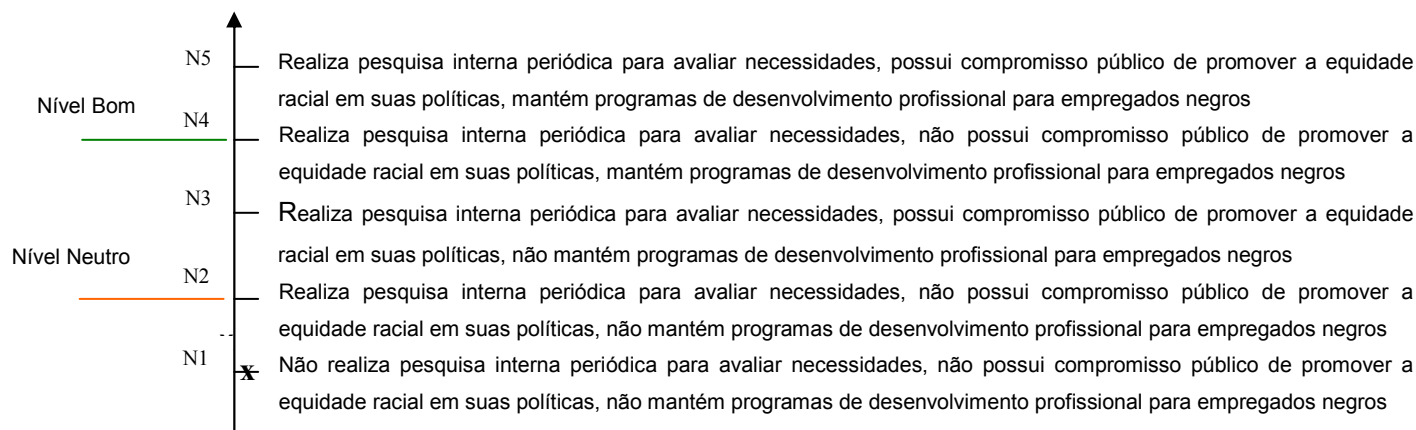 N5
Realiza pesquisa interna periódica para avaliar necessidades, possui compromisso público de promover a equidade
racial em suas políticas, mantém programas de desenvolvimento profissional para empregados negros
Nível Bom
N4
Realiza pesquisa interna periódica para avaliar necessidades, não possui compromisso público de promover a
equidade racial em suas políticas, mantém programas de desenvolvimento profissional para empregados negros
N3
Realiza pesquisa interna periódica para avaliar necessidades, possui compromisso público de promover a equidade
racial em suas políticas, não mantém programas de desenvolvimento profissional para empregados negros
Nível Neutro
N2
Realiza pesquisa interna periódica para avaliar necessidades, não possui compromisso público de promover a
equidade racial em suas políticas, não mantém programas de desenvolvimento profissional para empregados negros
N1
x
Não realiza pesquisa interna periódica para avaliar necessidades, não possui compromisso público de promover a
equidade racial em suas políticas, não mantém programas de desenvolvimento profissional para empregados negros